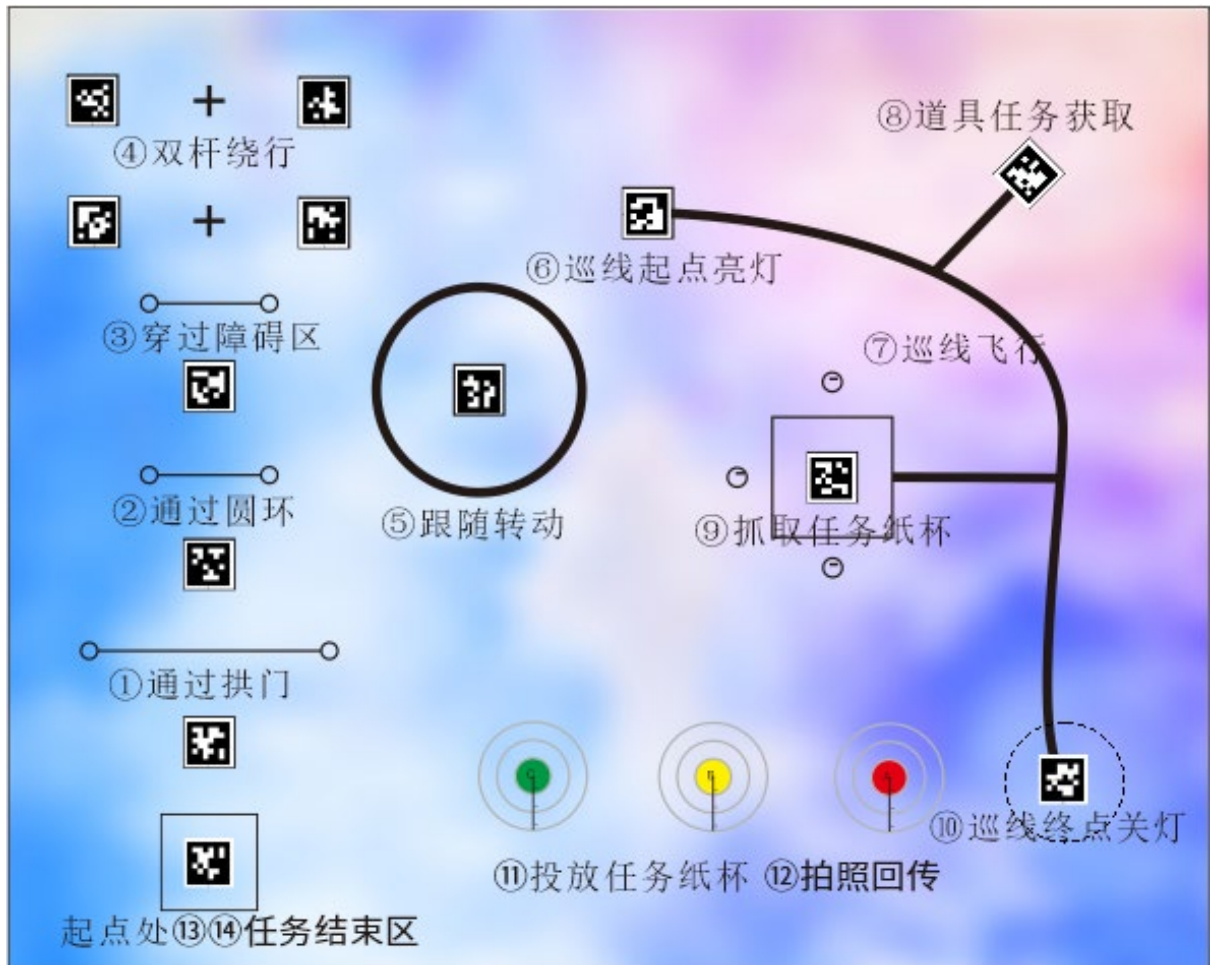 ⑧道具任务获取
④双杆绕行
⑥巡线起点亮灯
③穿过障碍区
⑦巡线飞行
②通过圆环
⑤跟随转动
⑨抓取任务纸杯
①通过拱门
⑩巡线终点关灯
⑪投放任务纸杯 ⑫拍照回传
起点处⑬⑭任务结束区